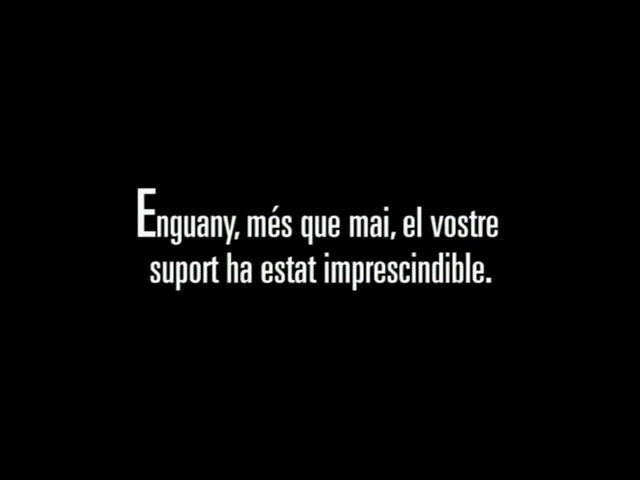 Enguany, més que mai, el vostre
suport ha estat imprescindible.